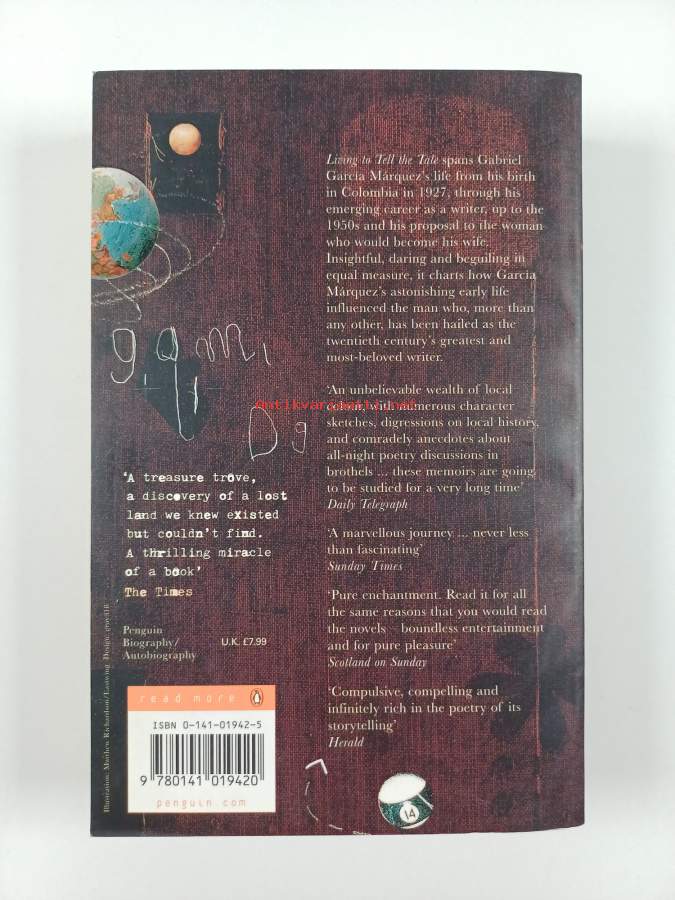 Living to Tell the Tale spans Gabriel
García Márquez's life from his birth
in Colombia in 1927, through his
emerging career as a writer, up to the
1950s and his proposal to the woman
who would become his wife.
Insightful, daring and beguiling in
equal measure, it charts how García
Márquez's astonishing early life
influenced the man who, more than
any other, has been hailed as the
twentieth century's greatest and
most-beloved writer.
'An unbelievable wealth of local
colour, with numerous character
sketches, digressions on local history,
and comradely anecdotes about
all-night poetry discussions in
brothels ... these memoirs are going
to be studied for a very long time'
Daily Telegraph
'A marvellous journey ... never less
than fascinating'
Sunday Times
'Pure enchantment. Read it for all
the same reasons that you would read
the novels – boundless entertainment
and for pure pleasure'
Scotland on Sunday
'Compulsive, compelling and
infinitely rich in the poetry of its
storytelling'
Herald
g, g, m,
D g
'A treasure trove,
a discovery of a lost
land we knew existed
but couldn't find.
A thrilling miracle
of a book'
The Times
Penguin
Biography/
Autobiography
U.K. £7.99
read more
ISBN 0-141-01942-5
9 780141 019420
penguin.com
Illustration: Matthew Richardson/Eastwing Design:
14